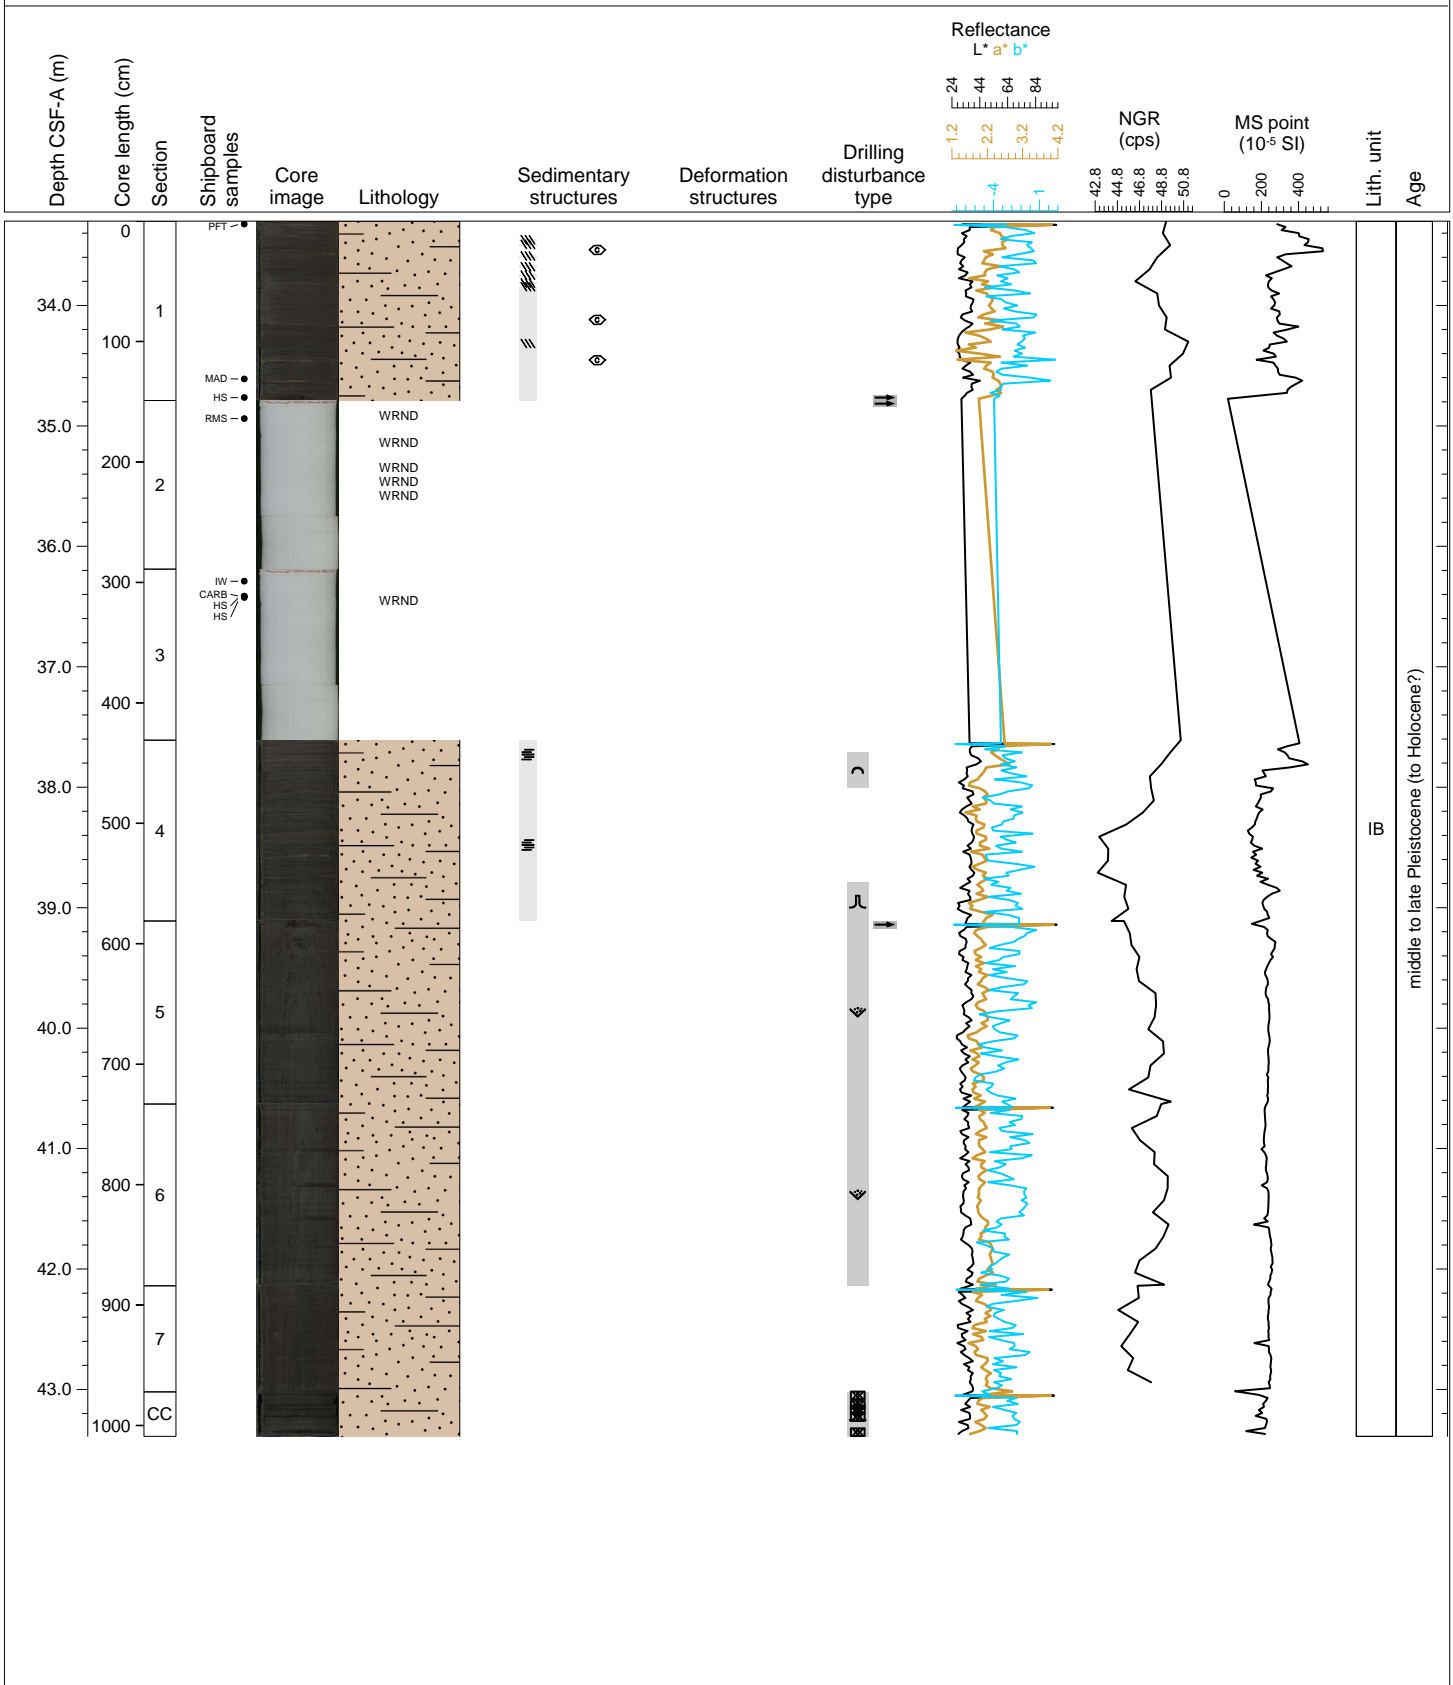 Reflectance
L* a* b*
24 44 64 84
1.2 2.2 3.2 4.2
-4 1
Depth CSF-A (m)
Core length (cm)
Section
Shipboard
samples
Core
image
Lithology
Sedimentary
structures
Deformation
structures
Drilling
disturbance
type
NGR
(cps)
42.8 44.8 46.8 48.8 50.8
MS point
(10⁻⁵ SI)
0 200 400
Lith. unit
Age
0
PFT
34.0
1
100
MAD
HS
35.0
RMS
WRND
WRND
200
WRND
WRND
2
WRND
36.0
300
IW
CARB
HS
HS
WRND
3
37.0
400
38.0
500
4
39.0
600
5
40.0
700
41.0
800
6
42.0
900
7
43.0
CC
1000
IB
middle to late Pleistocene (to Holocene?)